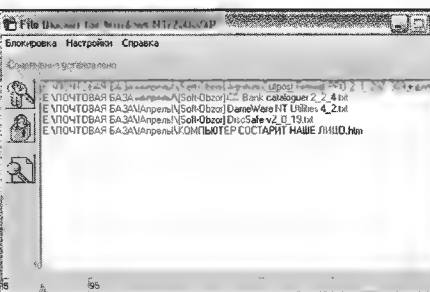 File for Windows NT/2000/XP
Блокировка Настройки Справка
Соединение установлено
E:\ПОЧТОВАЯ БАЗА\Апрель\[Soft-Obzor] Bank cataloguer 2_2_4.txt
E:\ПОЧТОВАЯ БАЗА\Апрель\[Soft-Obzor] DameWare NT Utilities 4_2.txt
E:\ПОЧТОВАЯ БАЗА\Апрель\[Soft-Obzor] DiscSafe v2_0_19.txt
E:\ПОЧТОВАЯ БАЗА\Апрель\КОМПЬЮТЕР СОСТАРИТ НАШЕ ЛИЦО.htm
95